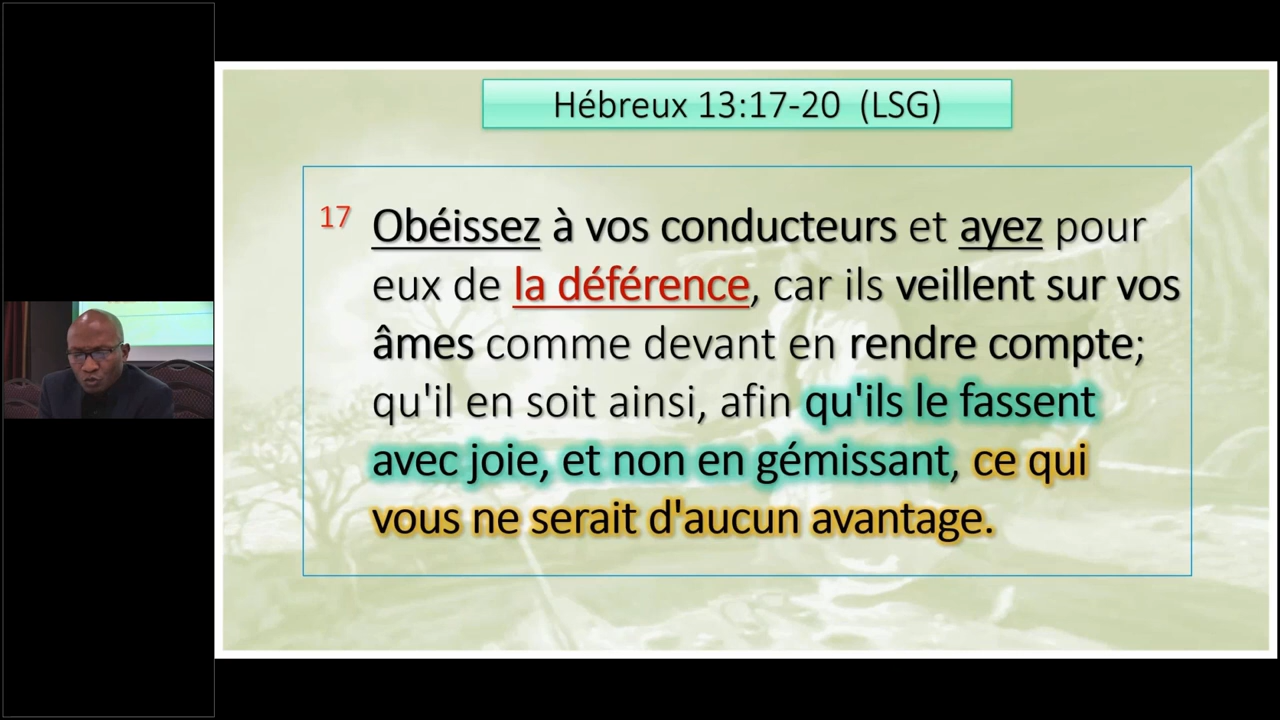 Hébreux 13:17-20 (LSG)
17 Obéissez à vos conducteurs et ayez pour
eux de la déférence, car ils veillent sur vos
âmes comme devant en rendre compte;
qu'il en soit ainsi, afin qu'ils le fassent
avec joie, et non en gémissant, ce qui
vous ne serait d'aucun avantage.